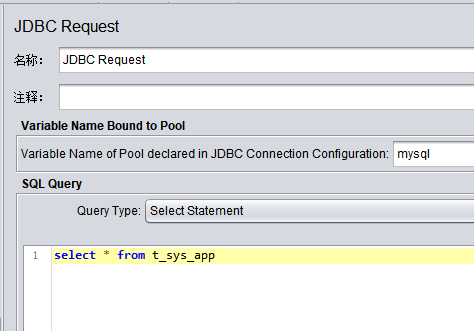 JDBC Request
名称： JDBC Request
注释：
Variable Name Bound to Pool
Variable Name of Pool declared in JDBC Connection Configuration: mysql
SQL Query
Query Type: Select Statement
1 select * from t_sys_app